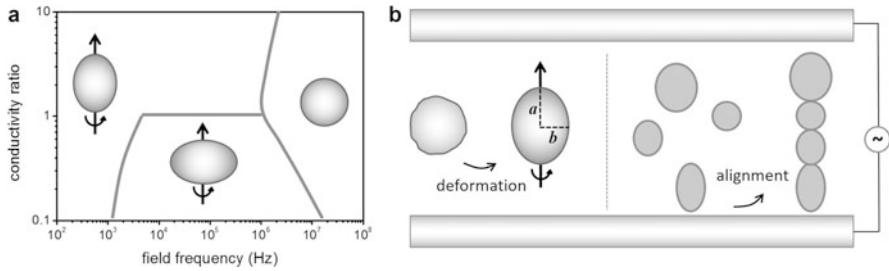 a
conductivity ratio
10
1
0.1
10² 10³ 10⁴ 10⁵ 10⁶ 10⁷ 10⁸
field frequency (Hz)
b
a
b
deformation
alignment
~